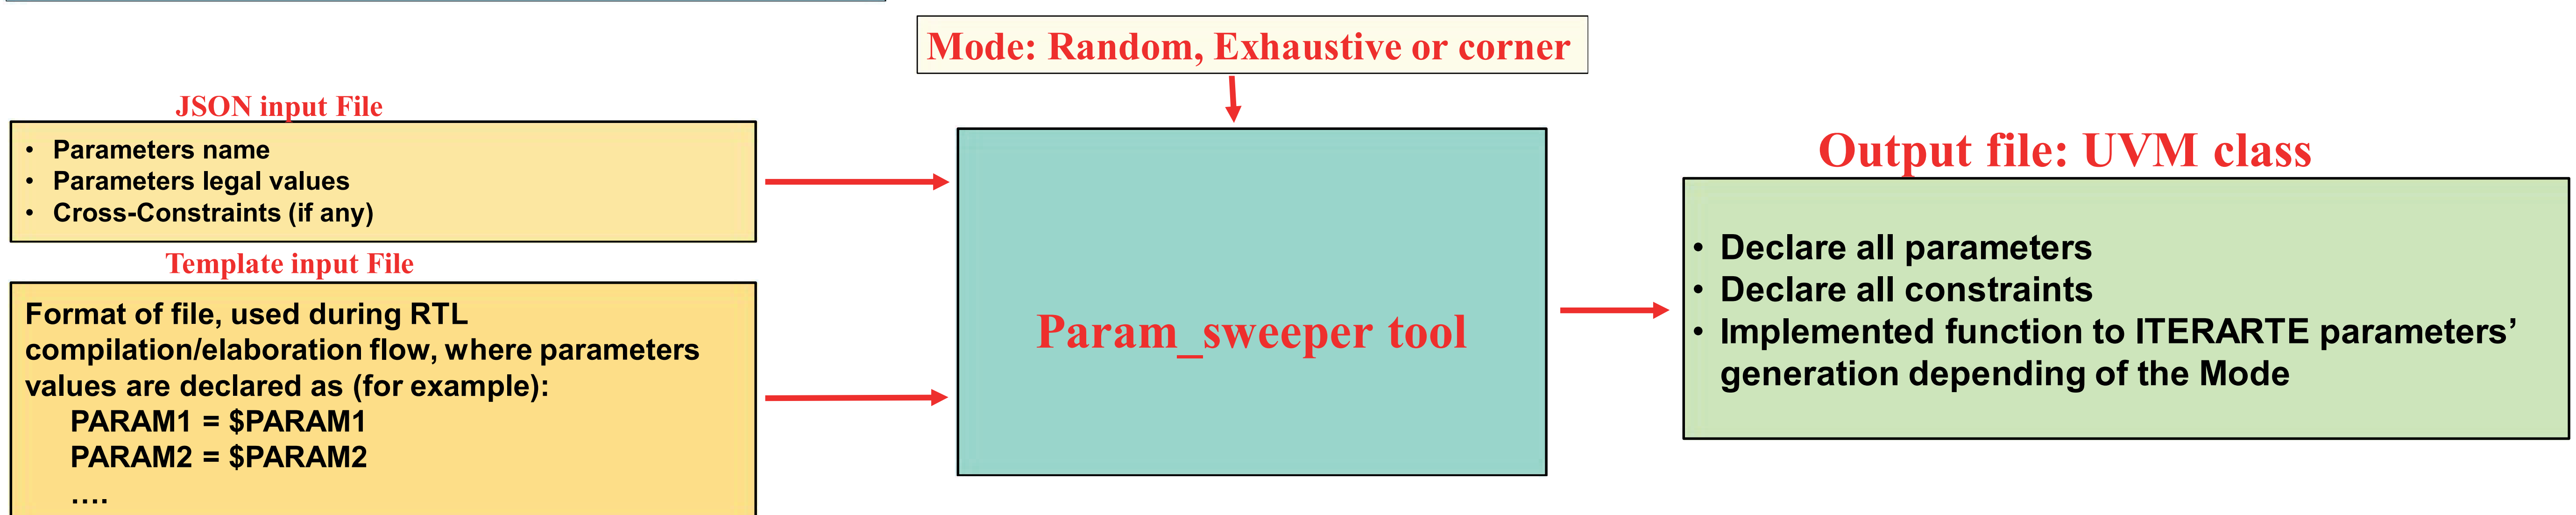 Mode: Random, Exhaustive or corner
JSON input File
• Parameters name
• Parameters legal values
• Cross-Constraints (if any)
Template input File
Format of file, used during RTL
compilation/elaboration flow, where parameters
values are declared as (for example):
PARAM1 = $PARAM1
PARAM2 = $PARAM2
....
Param_sweeper tool
Output file: UVM class
• Declare all parameters
• Declare all constraints
• Implemented function to ITERARTE parameters’
generation depending of the Mode